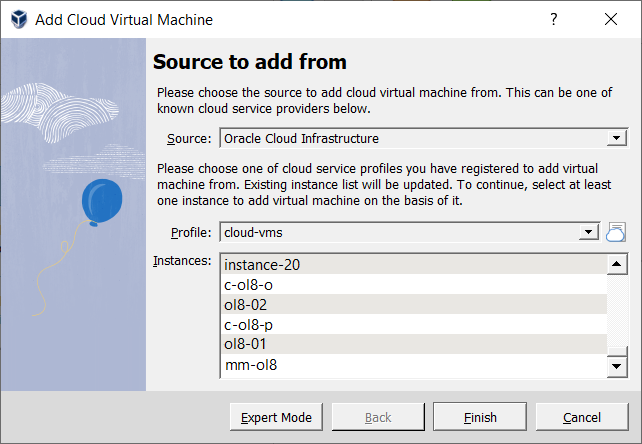 Add Cloud Virtual Machine
?
Source to add from
Please choose the source to add cloud virtual machine from. This can be one of
known cloud service providers below.
Source: Oracle Cloud Infrastructure
Please choose one of cloud service profiles you have registered to add virtual
machine from. Existing instance list will be updated. To continue, select at least
one instance to add virtual machine on the basis of it.
Profile: cloud-vms
Instances: instance-20
c-ol8-o
ol8-02
c-ol8-p
ol8-01
mm-ol8
Expert Mode Back Finish Cancel